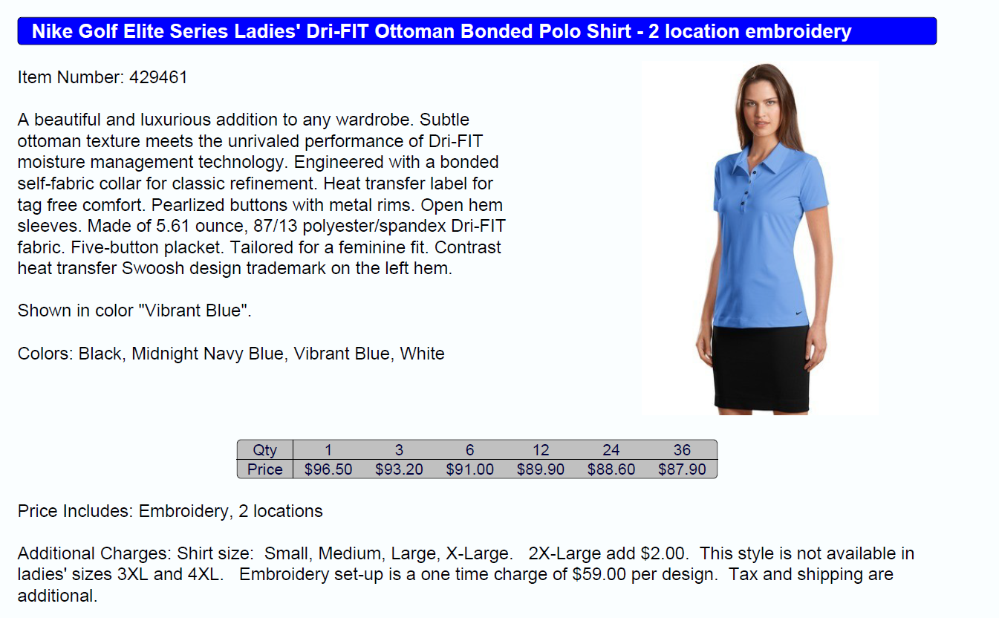 Nike Golf Elite Series Ladies' Dri-FIT Ottoman Bonded Polo Shirt - 2 location embroidery
Item Number: 429461
A beautiful and luxurious addition to any wardrobe. Subtle
ottoman texture meets the unrivaled performance of Dri-FIT
moisture management technology. Engineered with a bonded
self-fabric collar for classic refinement. Heat transfer label for
tag free comfort. Pearlized buttons with metal rims. Open hem
sleeves. Made of 5.61 ounce, 87/13 polyester/spandex Dri-FIT
fabric. Five-button placket. Tailored for a feminine fit. Contrast
heat transfer Swoosh design trademark on the left hem.
Shown in color "Vibrant Blue".
Colors: Black, Midnight Navy Blue, Vibrant Blue, White
Qty 1 3 6 12 24 36
Price $96.50 $93.20 $91.00 $89.90 $88.60 $87.90
Price Includes: Embroidery, 2 locations
Additional Charges: Shirt size:  Small, Medium, Large, X-Large.   2X-Large add $2.00.  This style is not available in
ladies' sizes 3XL and 4XL.   Embroidery set-up is a one time charge of $59.00 per design.  Tax and shipping are
additional.